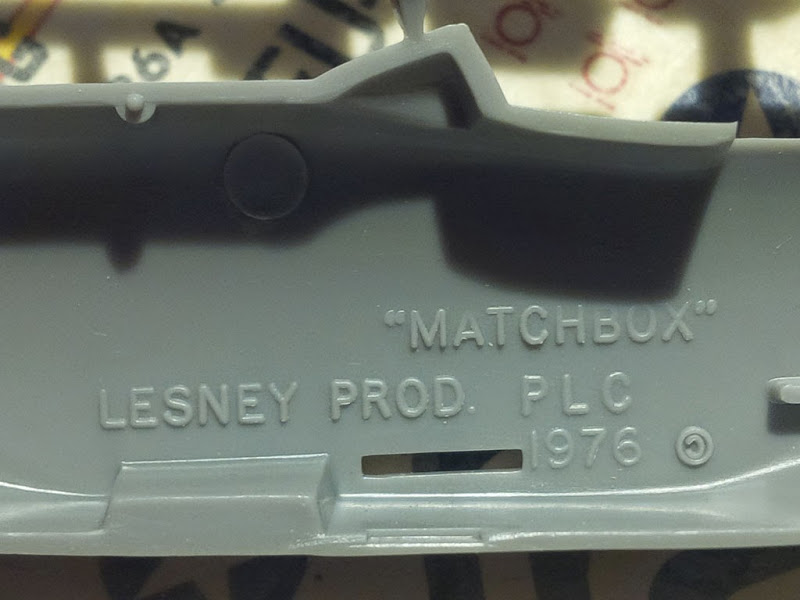 "MATCHBOX"
LESNEY PROD. PLC
1976 ©